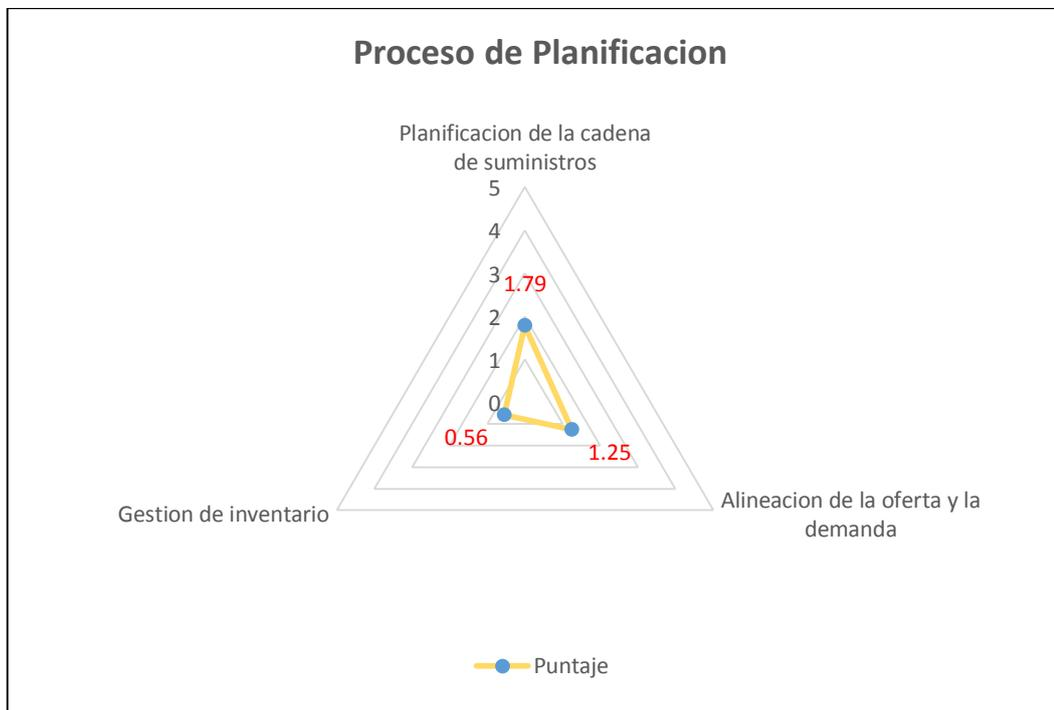 Proceso de Planificacion
Planificacion de la cadena
de suministros
5
4
3
1.79
2
1
0
0.56
1.25
Gestion de inventario
Alineacion de la oferta y la
demanda
Puntaje